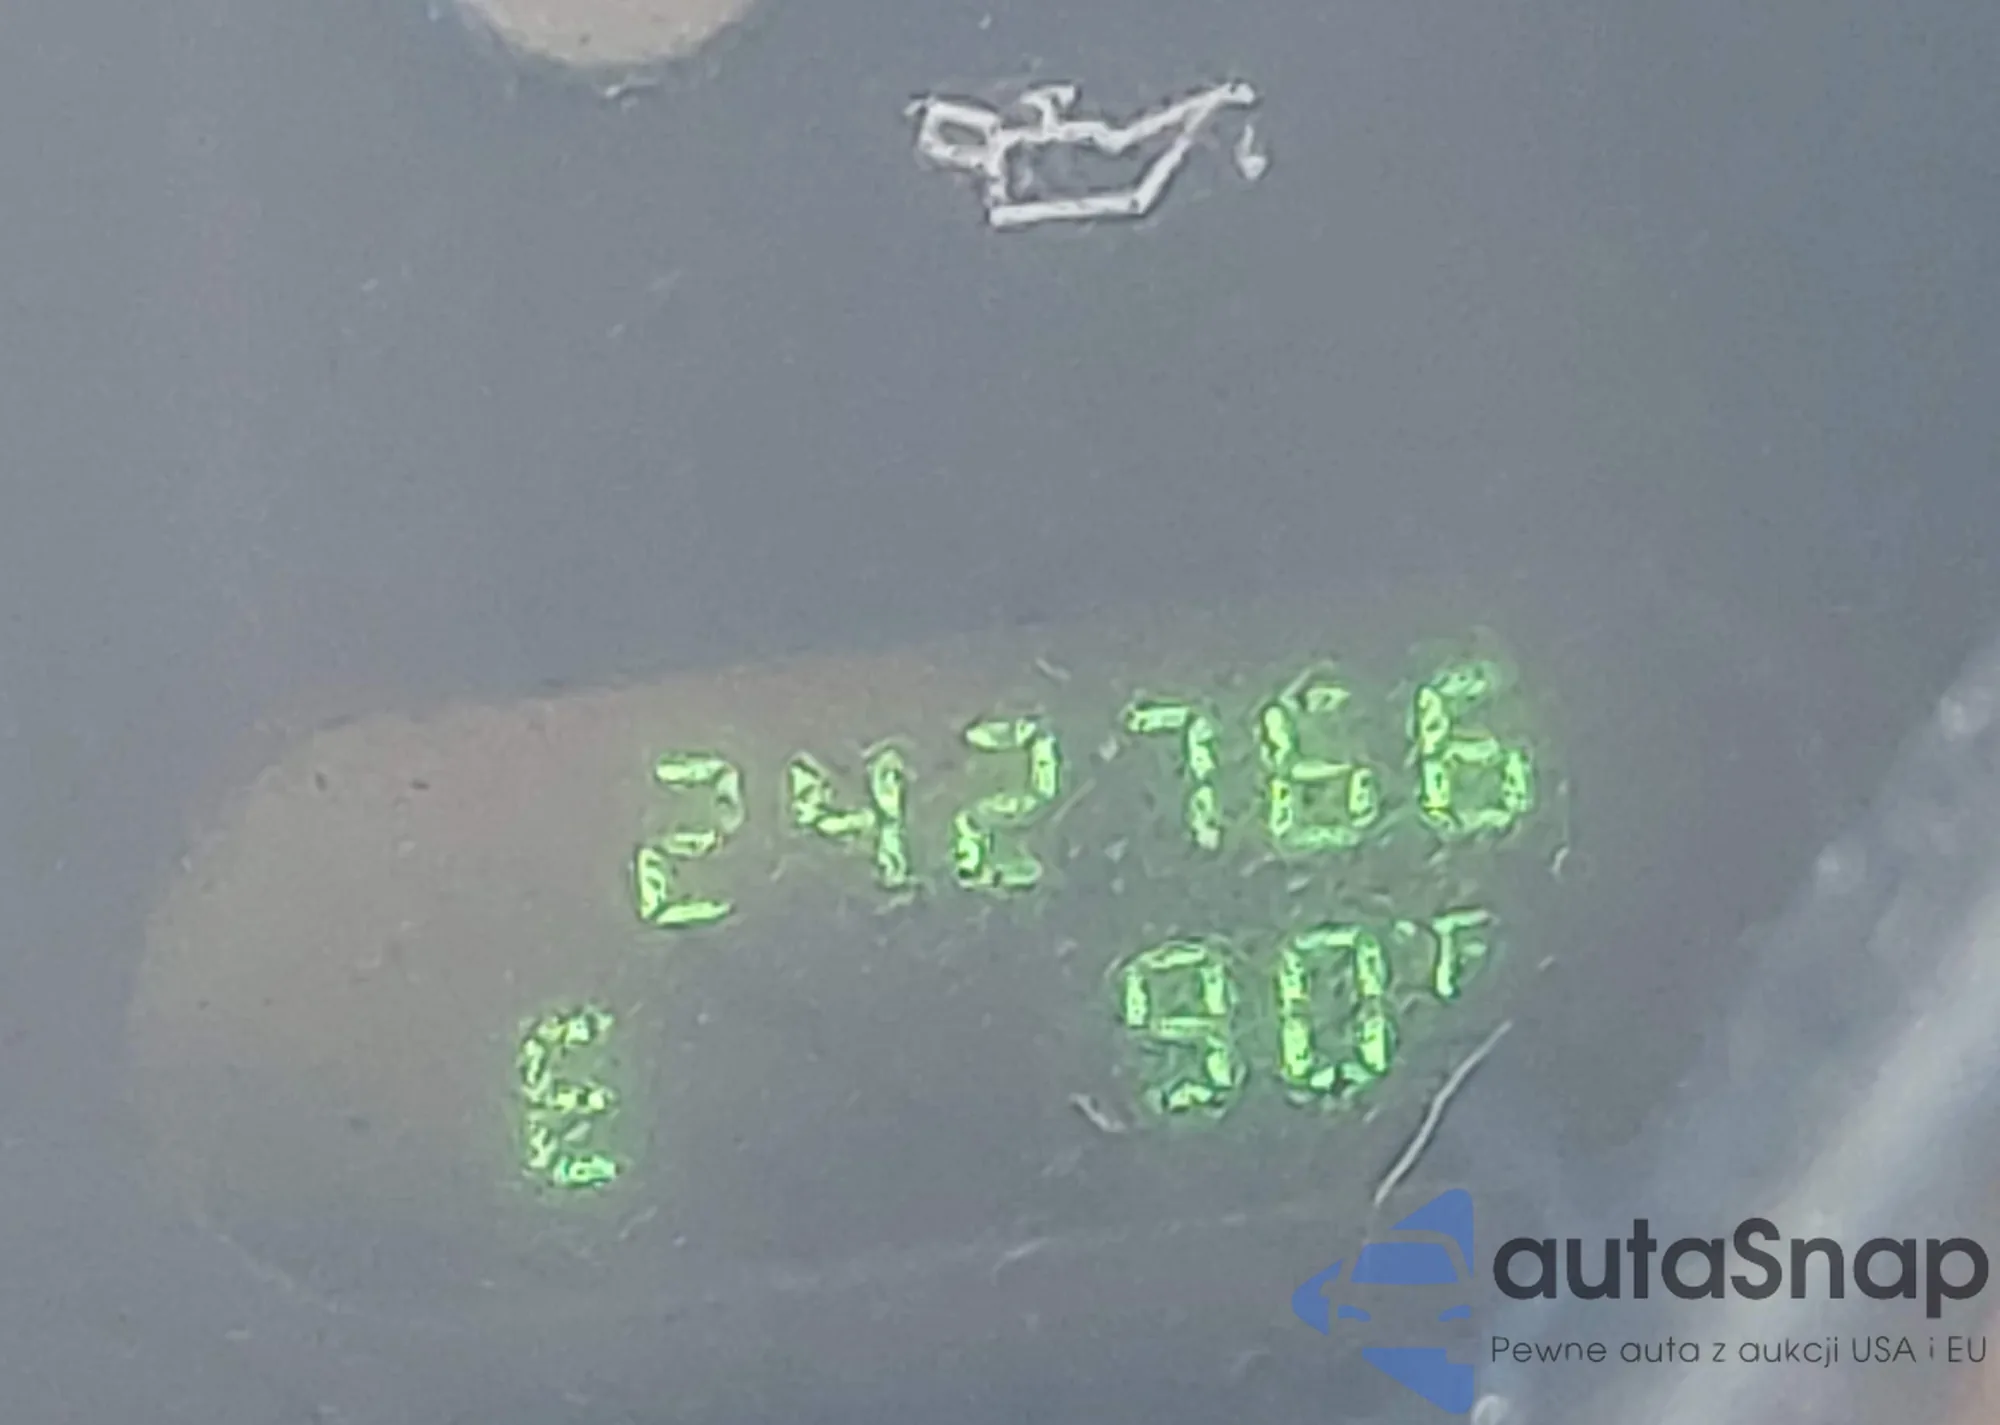 242766
90°F
E
autaSnap
Pewne auta z aukcji USA i EU